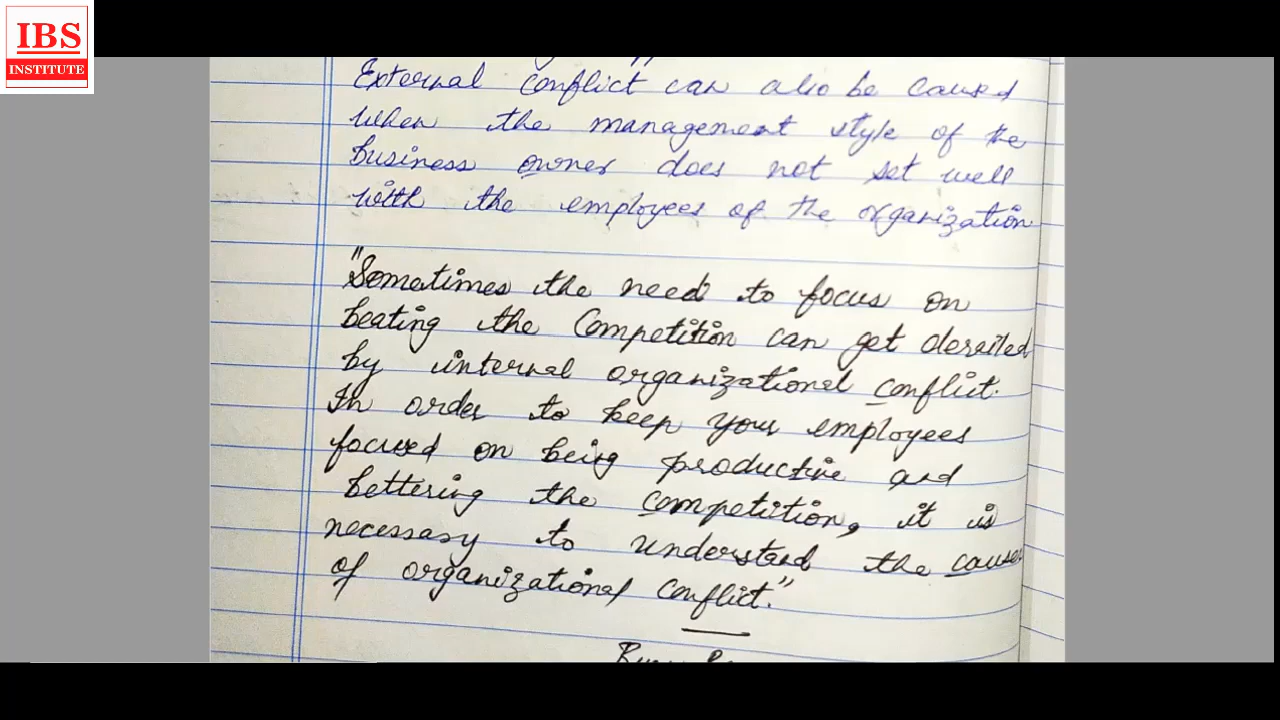 IBS
INSTITUTE
External conflict can also be caused
when the management style of the
business owner does not set well
with the employees of the organization
"Sometimes the need to focus on
beating the Competition can get derailed
by internal organizational conflict.
In order to keep your employees
focused on being productive and
bettering the competition, it is
necessary to understand the causes
of organizational conflict."